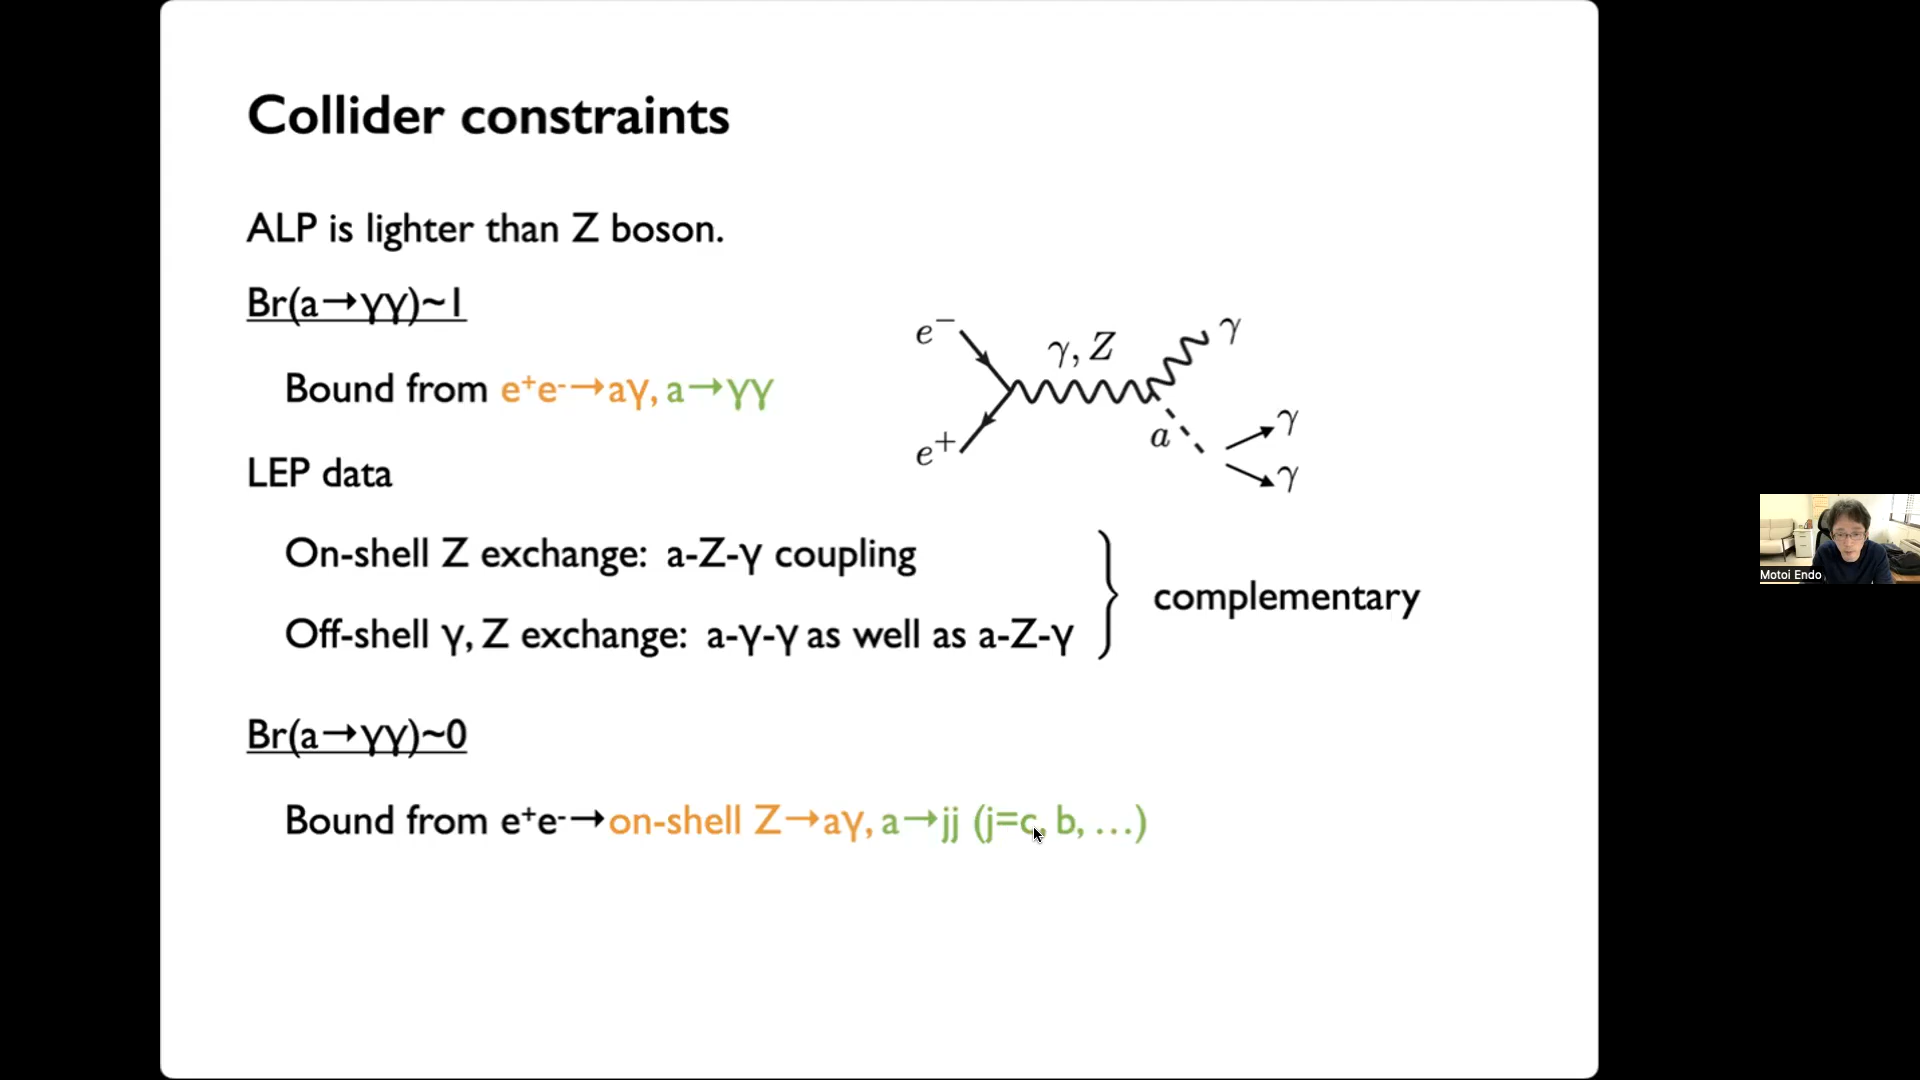 Collider constraints
ALP is lighter than Z boson.
Br(a→γγ)~1
Bound from e⁺e⁻→aγ, a→γγ
e⁻
γ, Z
γ
e⁺
a
γ
γ
LEP data
On-shell Z exchange: a-Z-γ coupling
Off-shell γ, Z exchange: a-γ-γ as well as a-Z-γ
complementary
Br(a→γγ)~0
Bound from e⁺e⁻→on-shell Z→aγ, a→jj (j=c, b, …)
Motoi Endo